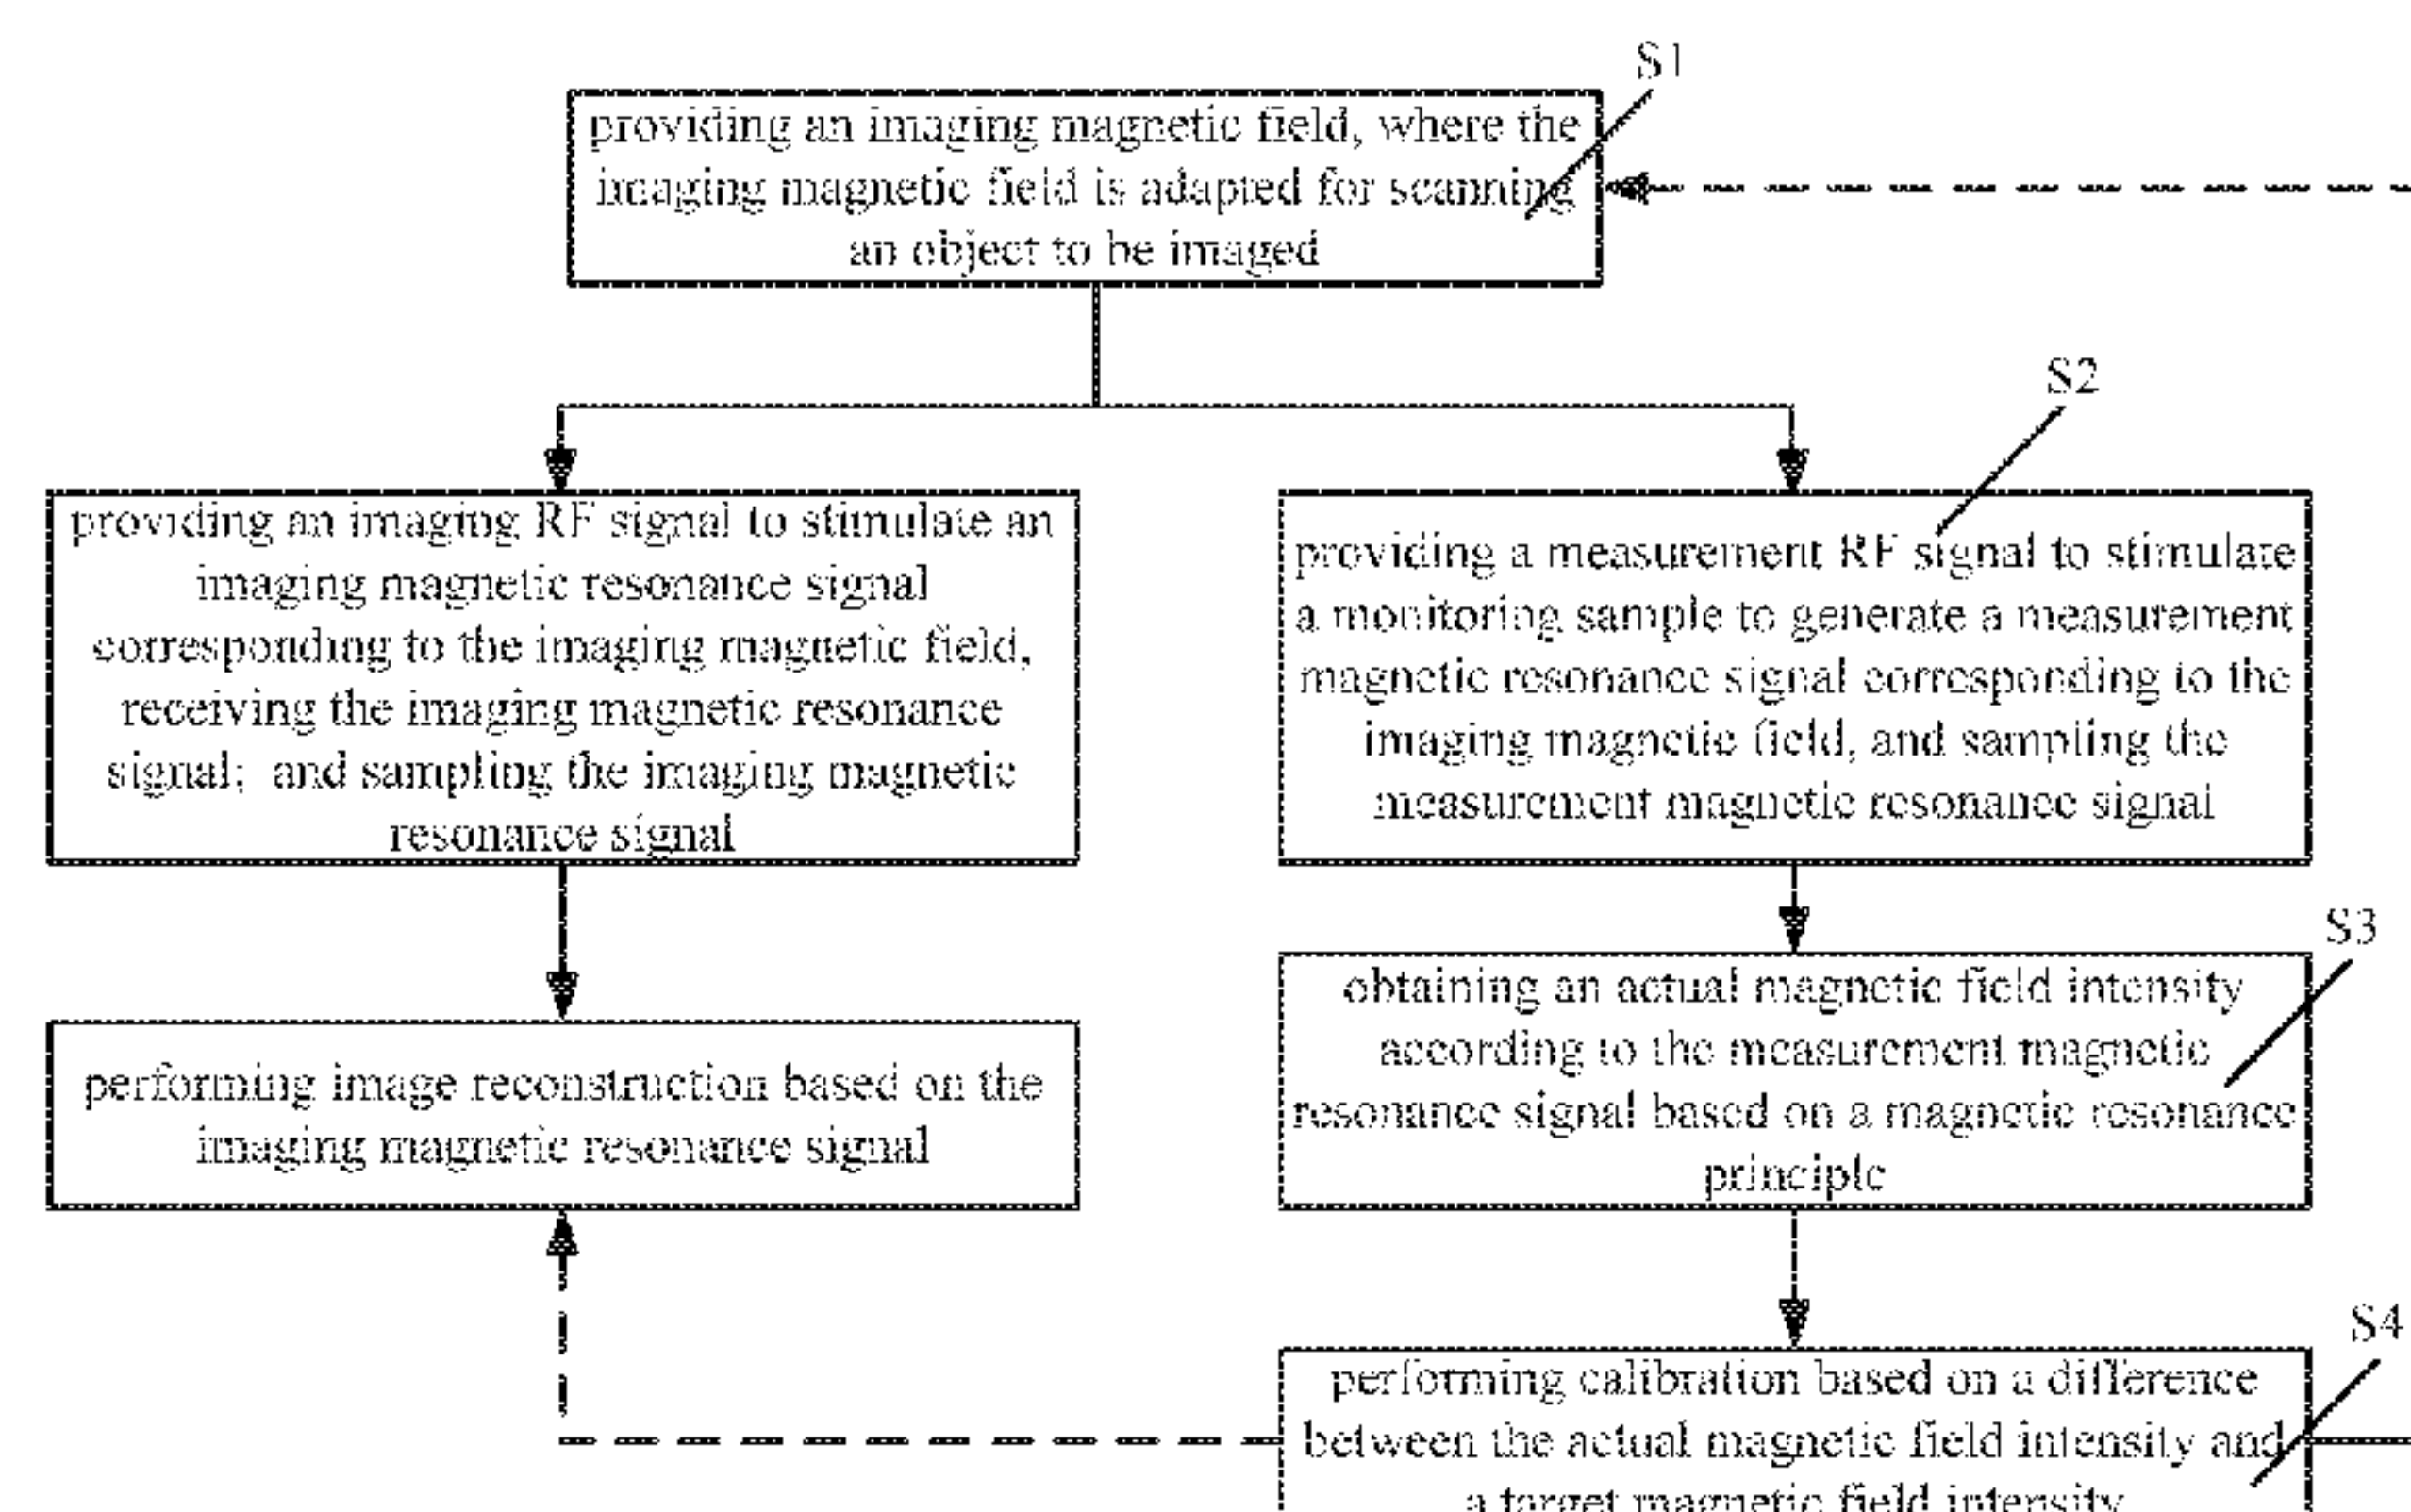 S1
providing an imaging magnetic field, where the
imaging magnetic field is adapted for scanning
an object to be imaged
S2
providing an imaging RF signal to stimulate an
imaging magnetic resonance signal
corresponding to the imaging magnetic field,
receiving the imaging magnetic resonance
signal; and sampling the imaging magnetic
resonance signal
providing a measurement RF signal to stimulate
a monitoring sample to generate a measurement
magnetic resonance signal corresponding to the
imaging magnetic field, and sampling the
measurement magnetic resonance signal
S3
performing image reconstruction based on the
imaging magnetic resonance signal
obtaining an actual magnetic field intensity
according to the measurement magnetic
resonance signal based on a magnetic resonance
principle
S4
performing calibration based on a difference
between the actual magnetic field intensity and
a target magnetic field intensity